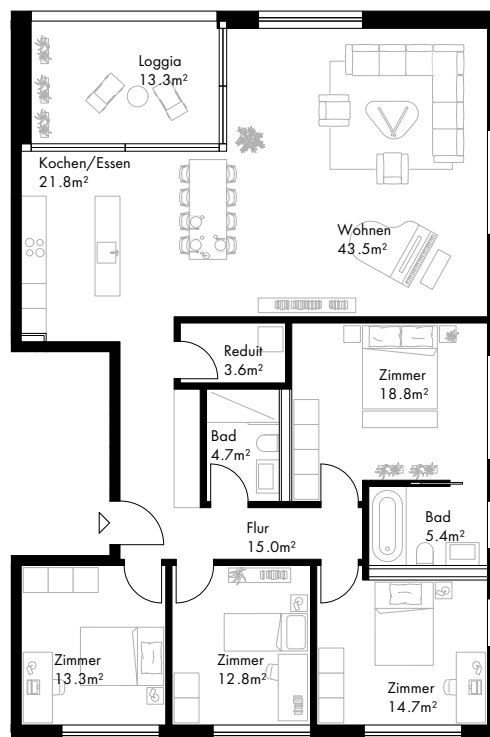 Loggia
13.3m²
Kochen/Essen
21.8m²
Wohnen
43.5m²
Reduit
3.6m²
Zimmer
18.8m²
Bad
4.7m²
Flur
15.0m²
Bad
5.4m²
Zimmer
13.3m²
Zimmer
12.8m²
Zimmer
14.7m²